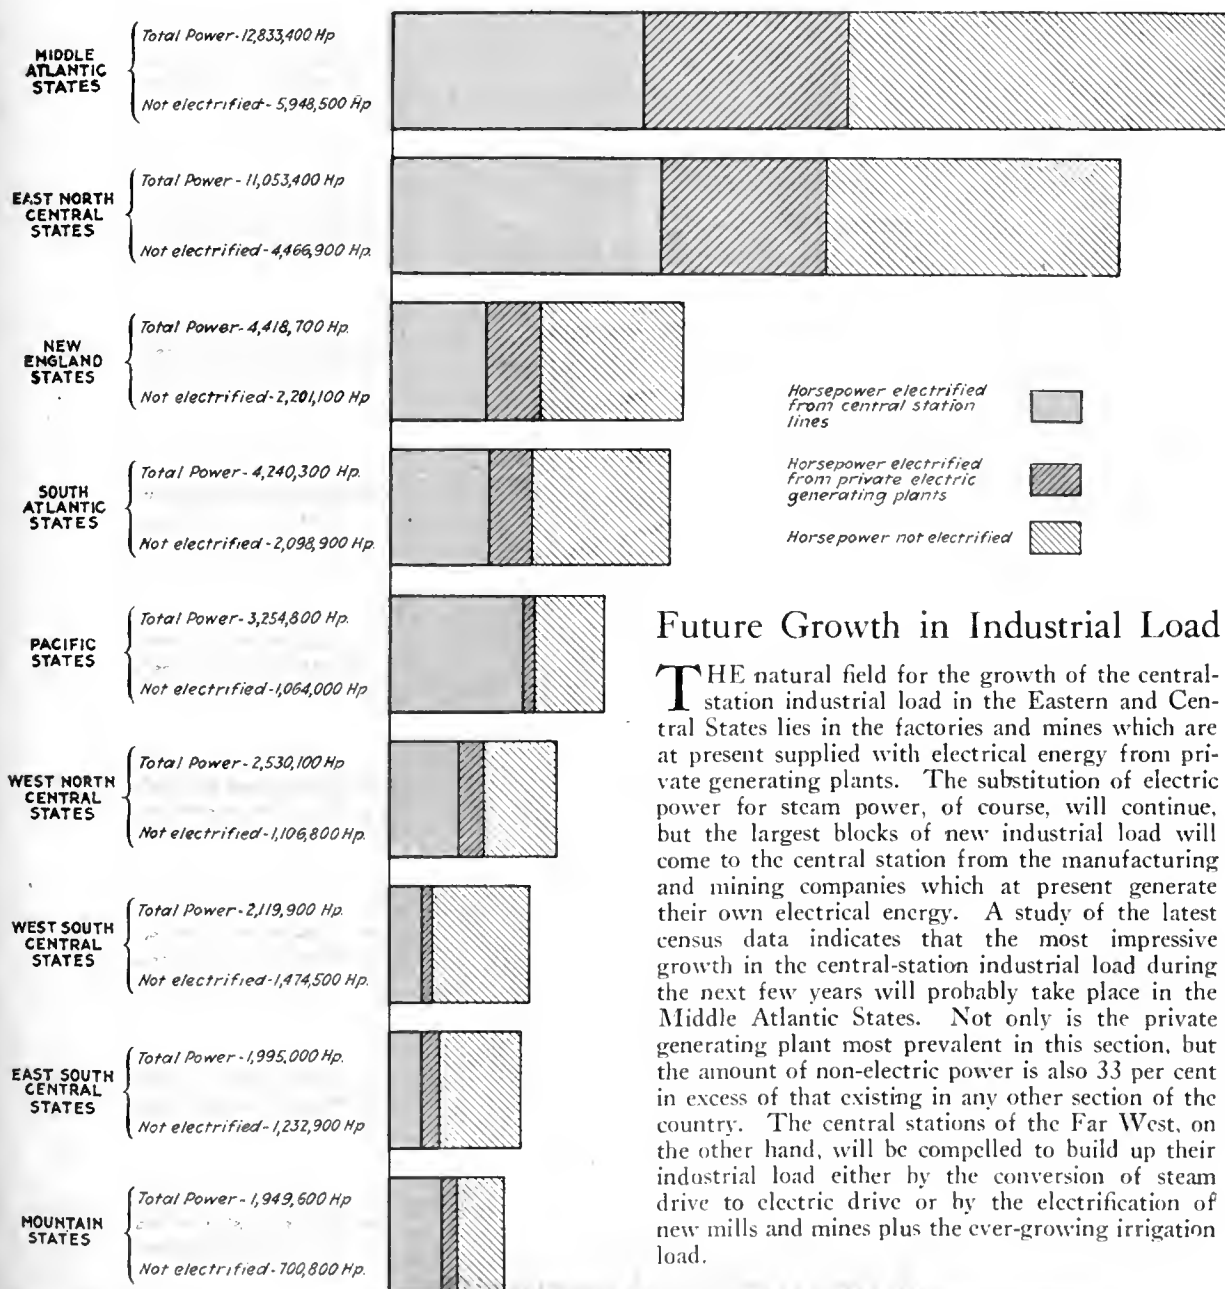 MIDDLE
ATLANTIC
STATES
Total Power - 12,833,400 Hp
Not electrified - 5,948,500 Hp
EAST NORTH
CENTRAL
STATES
Total Power - 11,053,400 Hp
Not electrified - 4,466,900 Hp.
NEW
ENGLAND
STATES
Total Power - 4,418,700 Hp.
Not electrified - 2,201,100 Hp
SOUTH
ATLANTIC
STATES
Total Power - 4,240,300 Hp.
Not electrified - 2,098,900 Hp.
PACIFIC
STATES
Total Power - 3,254,800 Hp.
Not electrified - 1,064,000 Hp
WEST NORTH
CENTRAL
STATES
Total Power - 2,530,100 Hp
Not electrified - 1,106,800 Hp.
WEST SOUTH
CENTRAL
STATES
Total Power - 2,119,900 Hp.
Not electrified - 1,474,500 Hp.
EAST SOUTH
CENTRAL
STATES
Total Power - 1,995,000 Hp.
Not electrified - 1,232,900 Hp
MOUNTAIN
STATES
Total Power - 1,949,600 Hp
Not electrified - 700,800 Hp.
Horsepower electrified
from central station
lines
Horsepower electrified
from private electric
generating plants
Horsepower not electrified
Future Growth in Industrial Load
THE natural field for the growth of the central-
station industrial load in the Eastern and Cen-
tral States lies in the factories and mines which are
at present supplied with electrical energy from pri-
vate generating plants. The substitution of electric
power for steam power, of course, will continue,
but the largest blocks of new industrial load will
come to the central station from the manufacturing
and mining companies which at present generate
their own electrical energy. A study of the latest
census data indicates that the most impressive
growth in the central-station industrial load during
the next few years will probably take place in the
Middle Atlantic States. Not only is the private
generating plant most prevalent in this section, but
the amount of non-electric power is also 33 per cent
in excess of that existing in any other section of the
country. The central stations of the Far West, on
the other hand, will be compelled to build up their
industrial load either by the conversion of steam
drive to electric drive or by the electrification of
new mills and mines plus the ever-growing irrigation
load.